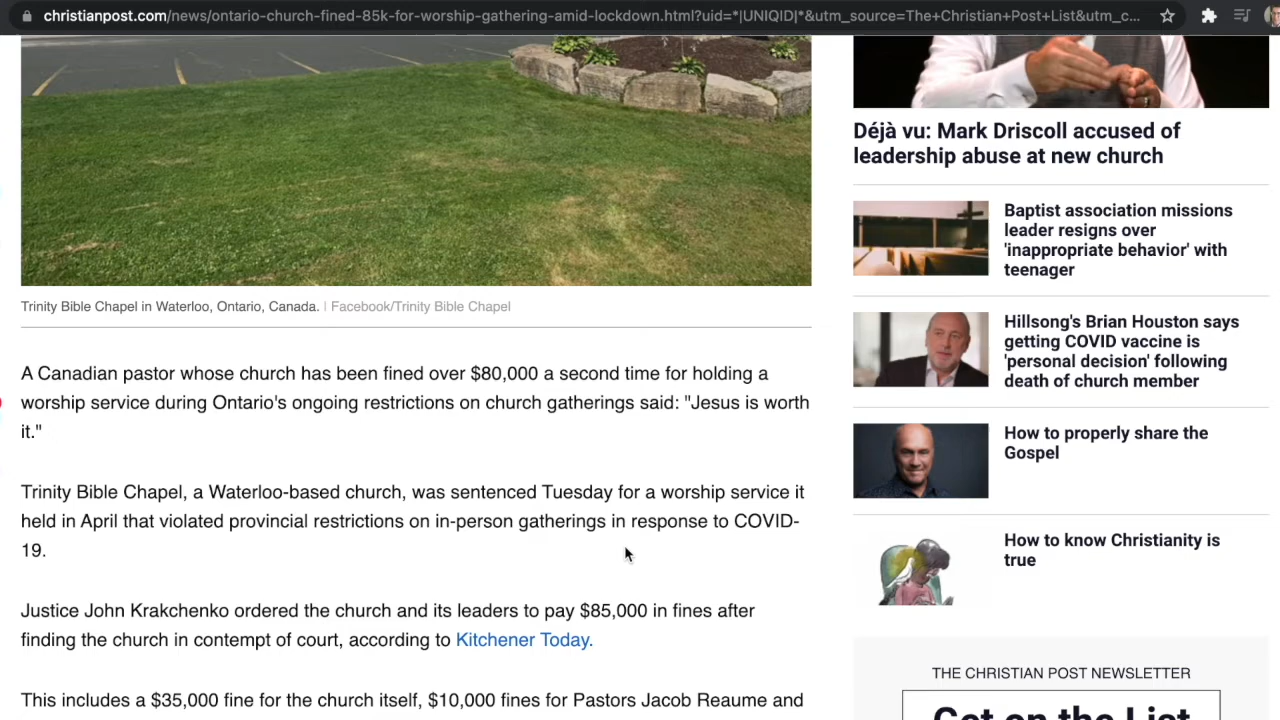 christianpost.com/news/ontario-church-fined-85k-for-worship-gathering-amid-lockdown.html?uid=*|UNIQID|*&utm_source=The+Christian+Post+List&utm_c...
Trinity Bible Chapel in Waterloo, Ontario, Canada. | Facebook/Trinity Bible Chapel
A Canadian pastor whose church has been fined over $80,000 a second time for holding a
worship service during Ontario's ongoing restrictions on church gatherings said: "Jesus is worth
it."
Trinity Bible Chapel, a Waterloo-based church, was sentenced Tuesday for a worship service it
held in April that violated provincial restrictions on in-person gatherings in response to COVID-
19.
Justice John Krakchenko ordered the church and its leaders to pay $85,000 in fines after
finding the church in contempt of court, according to Kitchener Today.
This includes a $35,000 fine for the church itself, $10,000 fines for Pastors Jacob Reaume and
Déjà vu: Mark Driscoll accused of
leadership abuse at new church
Baptist association missions
leader resigns over
'inappropriate behavior' with
teenager
Hillsong's Brian Houston says
getting COVID vaccine is
'personal decision' following
death of church member
How to properly share the
Gospel
How to know Christianity is
true
THE CHRISTIAN POST NEWSLETTER
Get on the List